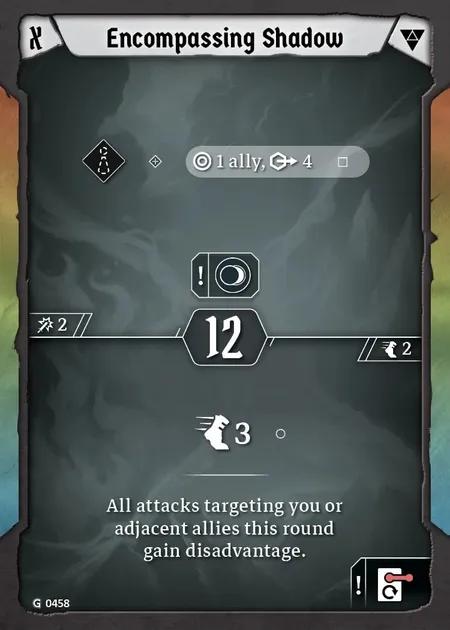 Encompassing Shadow
1 ally, 4
!
2
12
2
3
All attacks targeting you or
adjacent allies this round
gain disadvantage.
!
G 0458